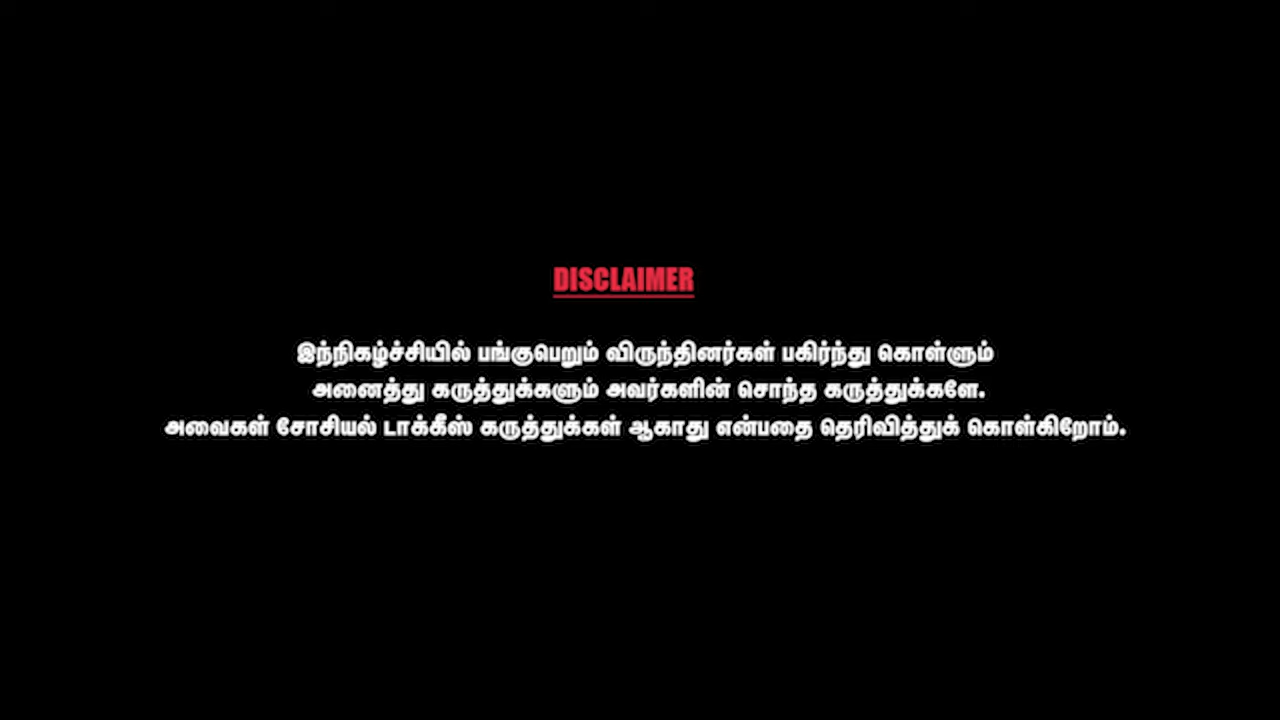 DISCLAIMER
இந்நிகழ்ச்சியில் பங்குபெறும் விருந்தினர்கள் பகிர்ந்து கொள்ளும்
அனைத்து கருத்துக்களும் அவர்களின் சொந்த கருத்துக்களே.
அவைகள் சோசியல் டாக்கீஸ் கருத்துக்கள் ஆகாது என்பதை தெரிவித்துக் கொள்கிறோம்.